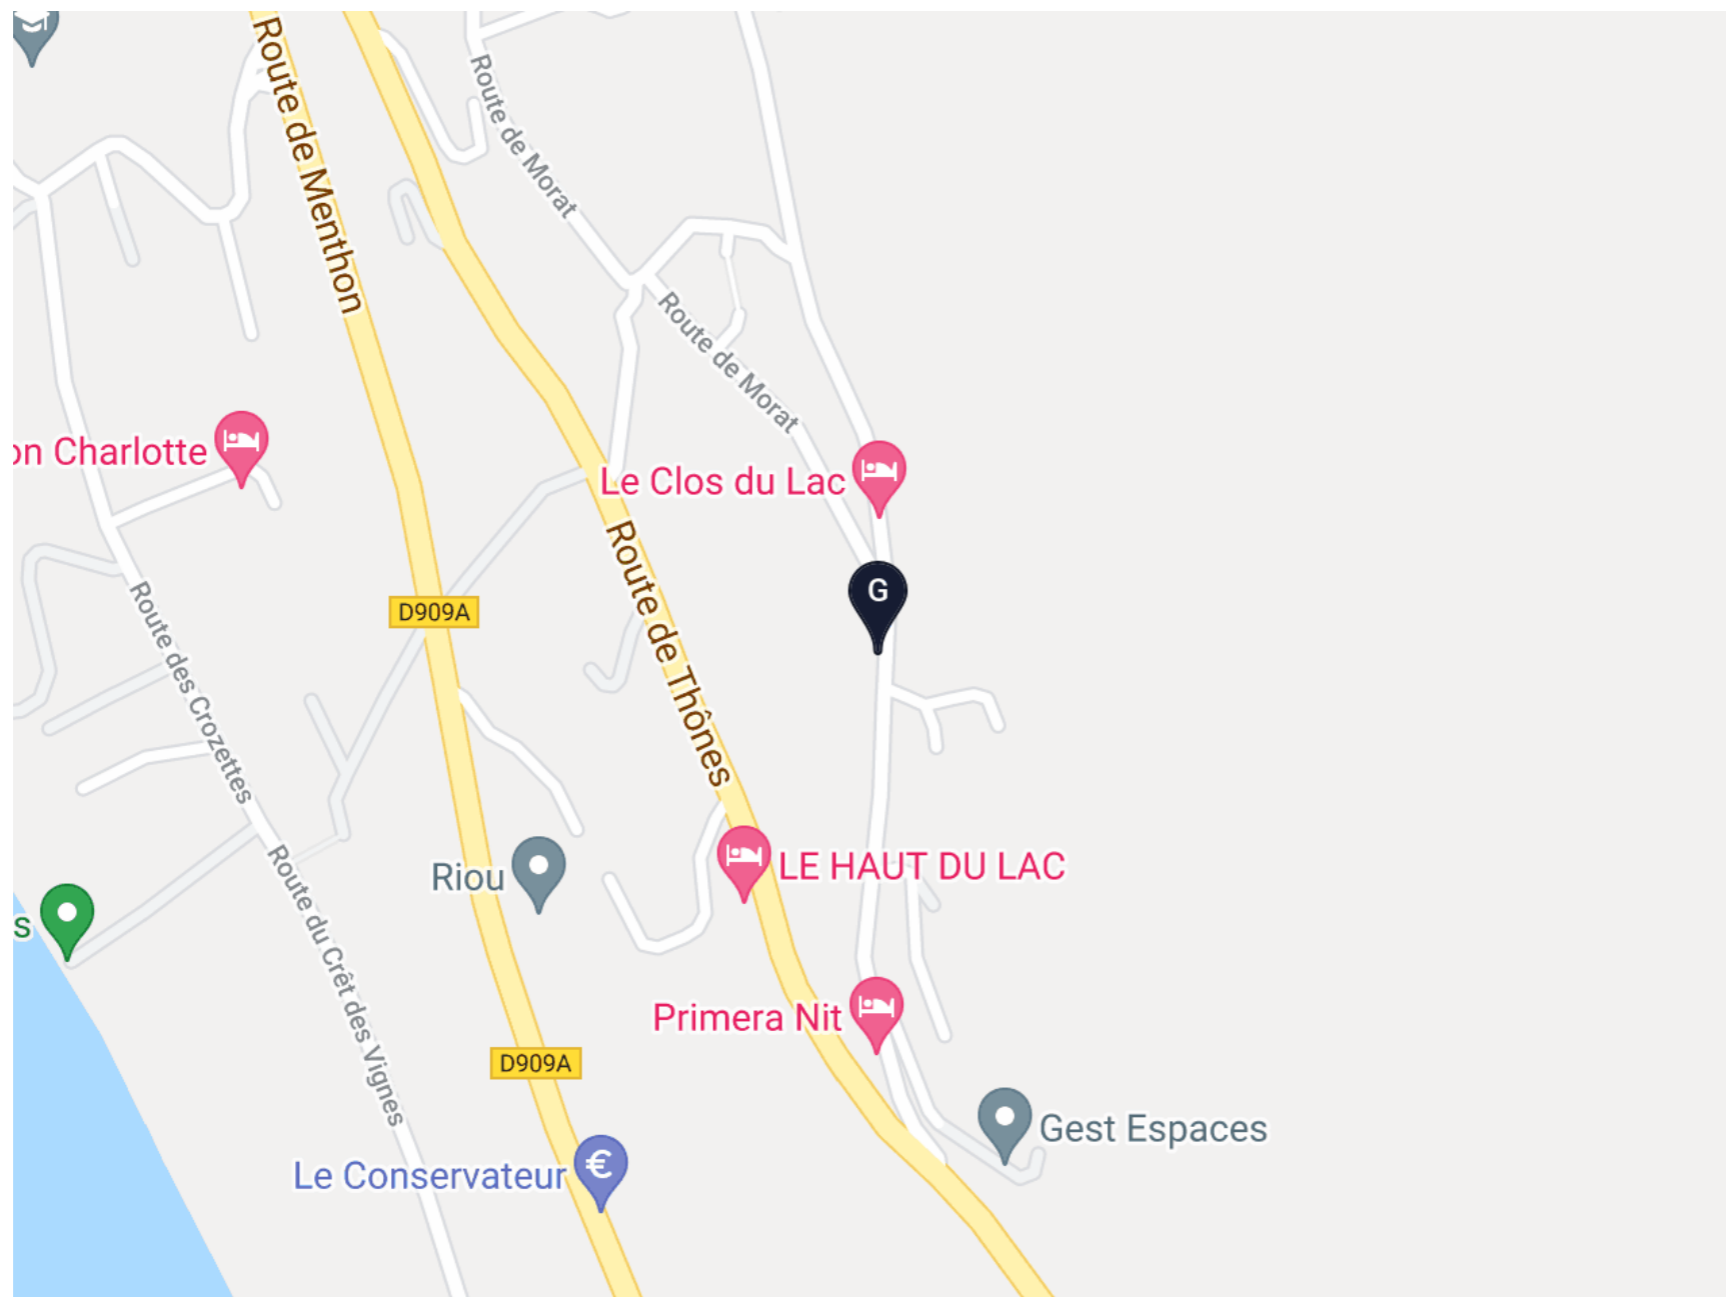 Route de Menthon
Route de Morat
Route de Morat
on Charlotte
Le Clos du Lac
Route de Thônes
G
D909A
Route des Crozettes
LE HAUT DU LAC
Riou
Route du Crêt des Vignes
s
Primera Nit
D909A
Gest Espaces
Le Conservateur
€